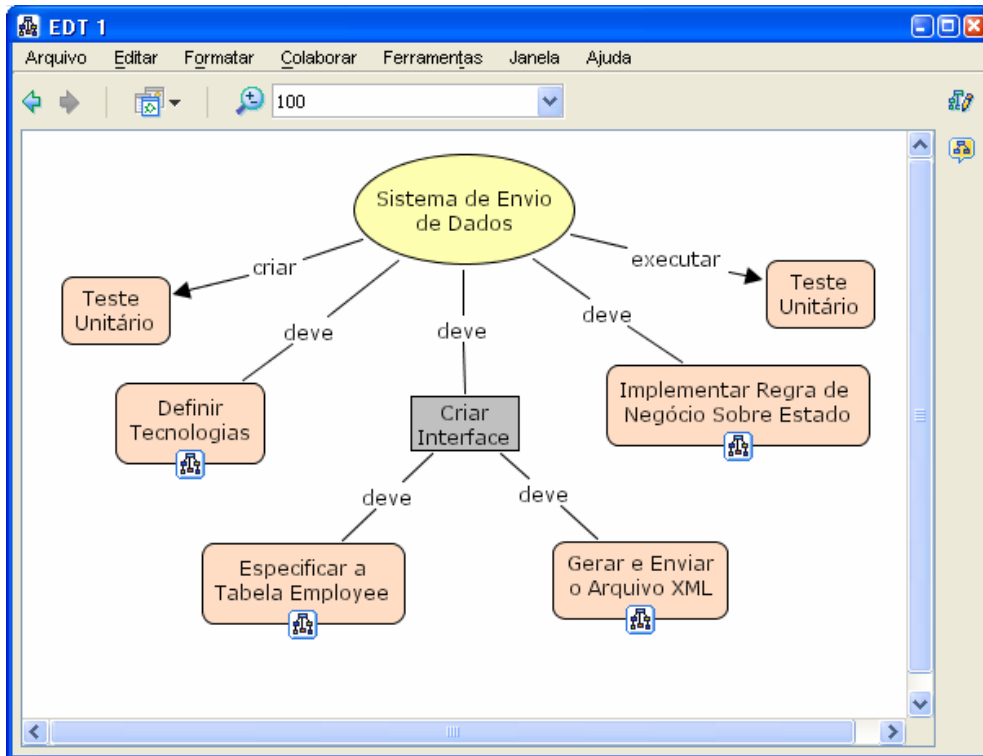 EDT 1
Arquivo Editar Formatar Colaborar Ferramentas Janela Ajuda
100
Sistema de Envio
de Dados
criar
executar
Teste
Unitário
Teste
Unitário
deve
deve
deve
Definir
Tecnologias
Criar
Interface
Implementar Regra de
Negócio Sobre Estado
deve
deve
Especificar a
Tabela Employee
Gerar e Enviar
o Arquivo XML